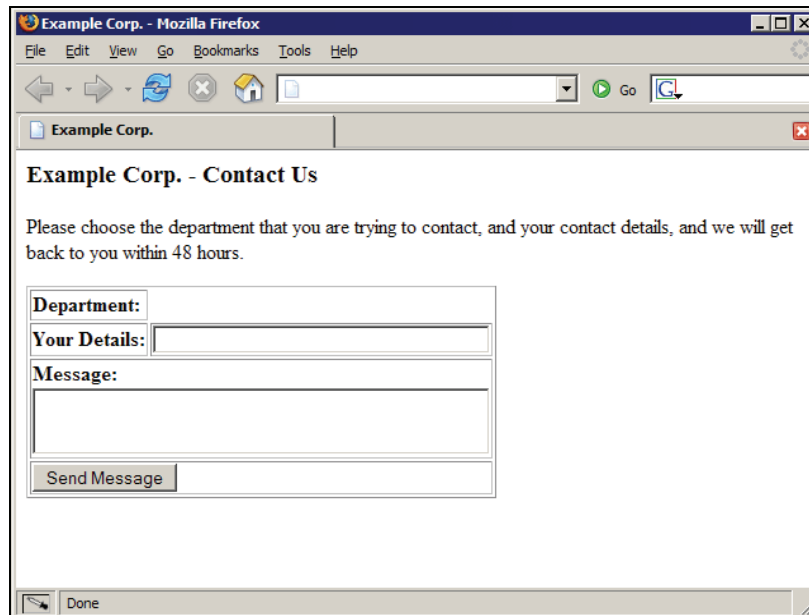 Example Corp. - Mozilla Firefox
File Edit View Go Bookmarks Tools Help
Go G
Example Corp.
Example Corp. - Contact Us
Please choose the department that you are trying to contact, and your contact details, and we will get
back to you within 48 hours.
Department:
Your Details:
Message:
Send Message
Done